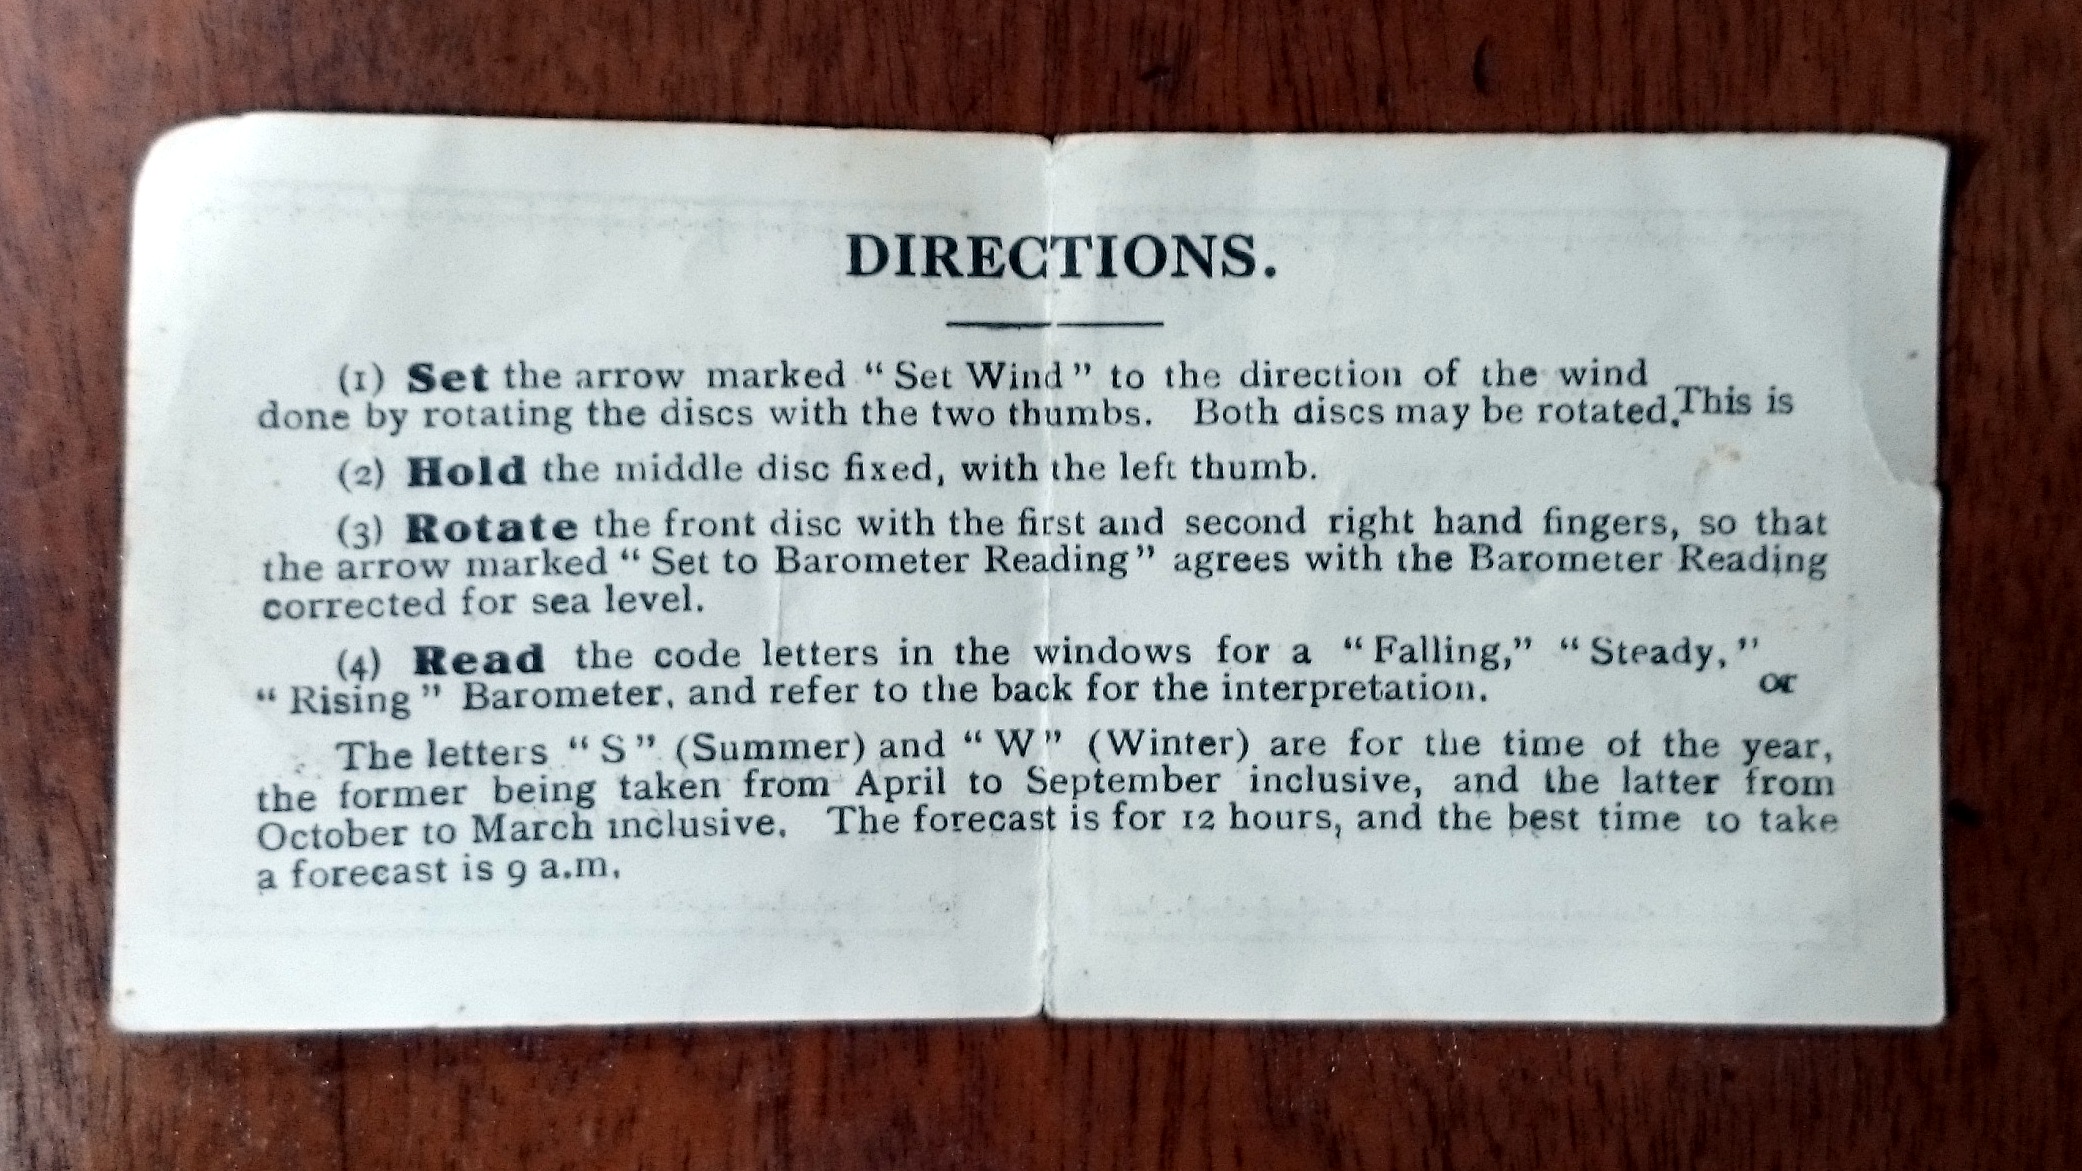 DIRECTIONS.
(1) Set the arrow marked “Set Wind” to the direction of the wind This is
done by rotating the discs with the two thumbs. Both discs may be rotated.
(2) Hold the middle disc fixed, with the left thumb.
(3) Rotate the front disc with the first and second right hand fingers, so that
the arrow marked “Set to Barometer Reading” agrees with the Barometer Reading
corrected for sea level.
(4) Read the code letters in the windows for a “Falling,” “Steady,” or
“Rising” Barometer, and refer to the back for the interpretation.
The letters “S” (Summer) and “W” (Winter) are for the time of the year,
the former being taken from April to September inclusive, and the latter from
October to March inclusive. The forecast is for 12 hours, and the best time to take
a forecast is 9 a.m.